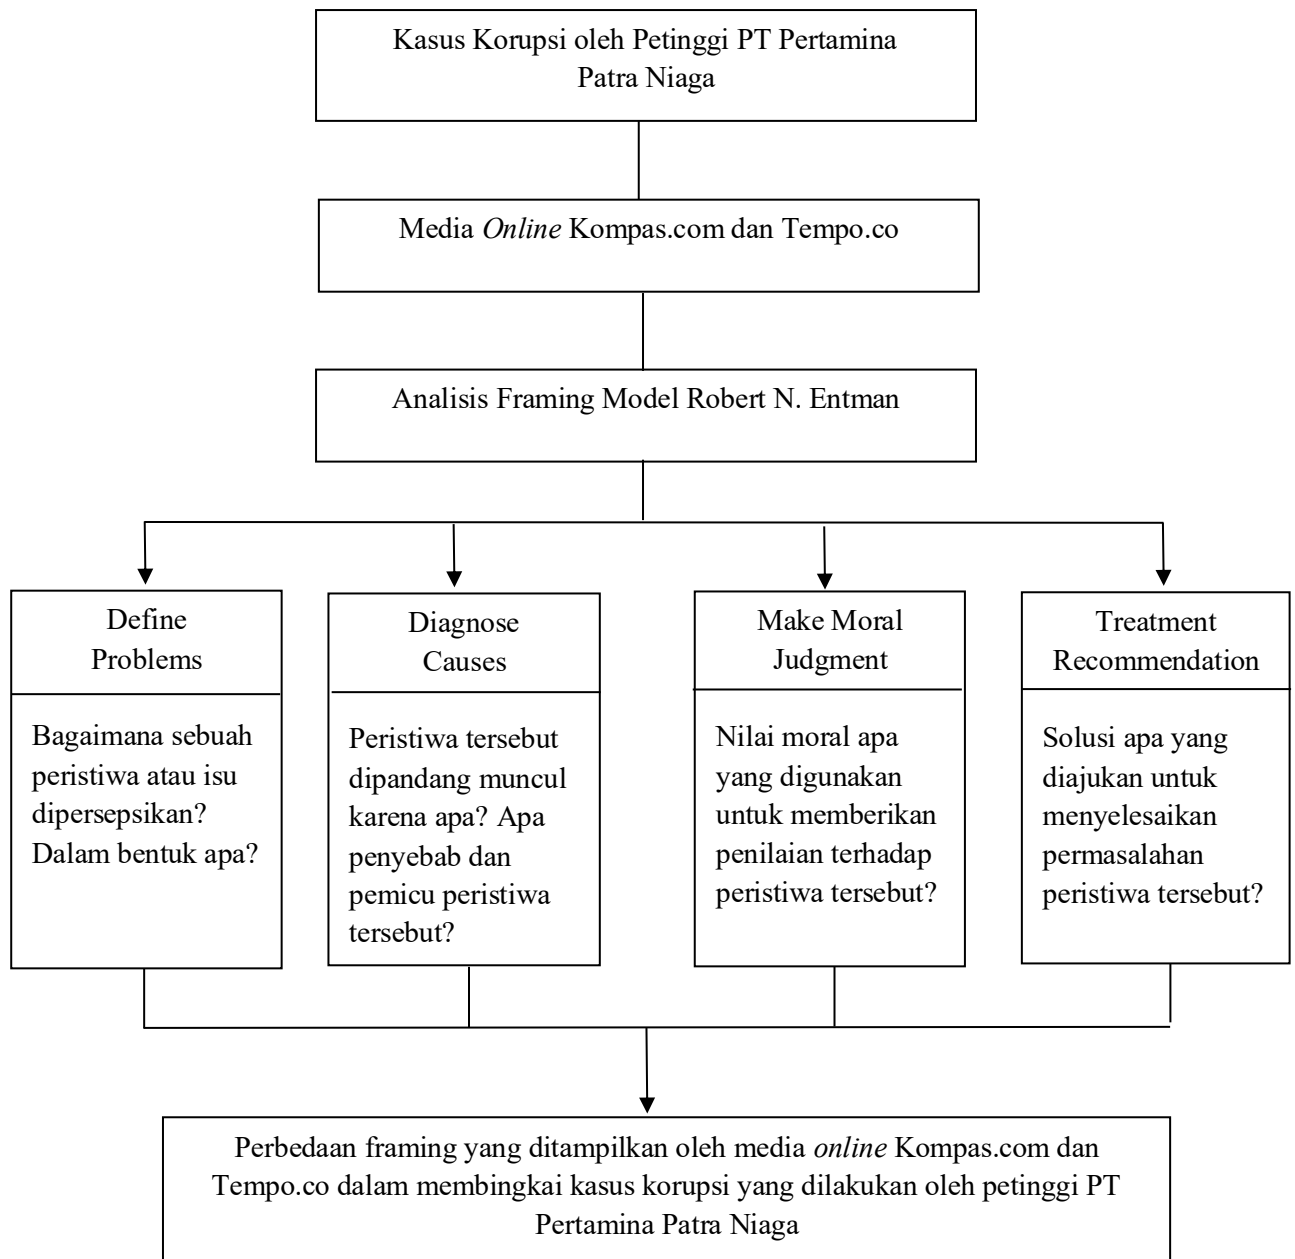 Kasus Korupsi oleh Petinggi PT Pertamina
Patra Niaga
Media Online Kompas.com dan Tempo.co
Analisis Framing Model Robert N. Entman
Define
Problems
Bagaimana sebuah
peristiwa atau isu
dipersepsikan?
Dalam bentuk apa?
Diagnose
Causes
Peristiwa tersebut
dipandang muncul
karena apa? Apa
penyebab dan
pemicu peristiwa
tersebut?
Make Moral
Judgment
Nilai moral apa
yang digunakan
untuk memberikan
penilaian terhadap
peristiwa tersebut?
Treatment
Recommendation
Solusi apa yang
diajukan untuk
menyelesaikan
permasalahan
peristiwa tersebut?
Perbedaan framing yang ditampilkan oleh media online Kompas.com dan
Tempo.co dalam membingkai kasus korupsi yang dilakukan oleh petinggi PT
Pertamina Patra Niaga